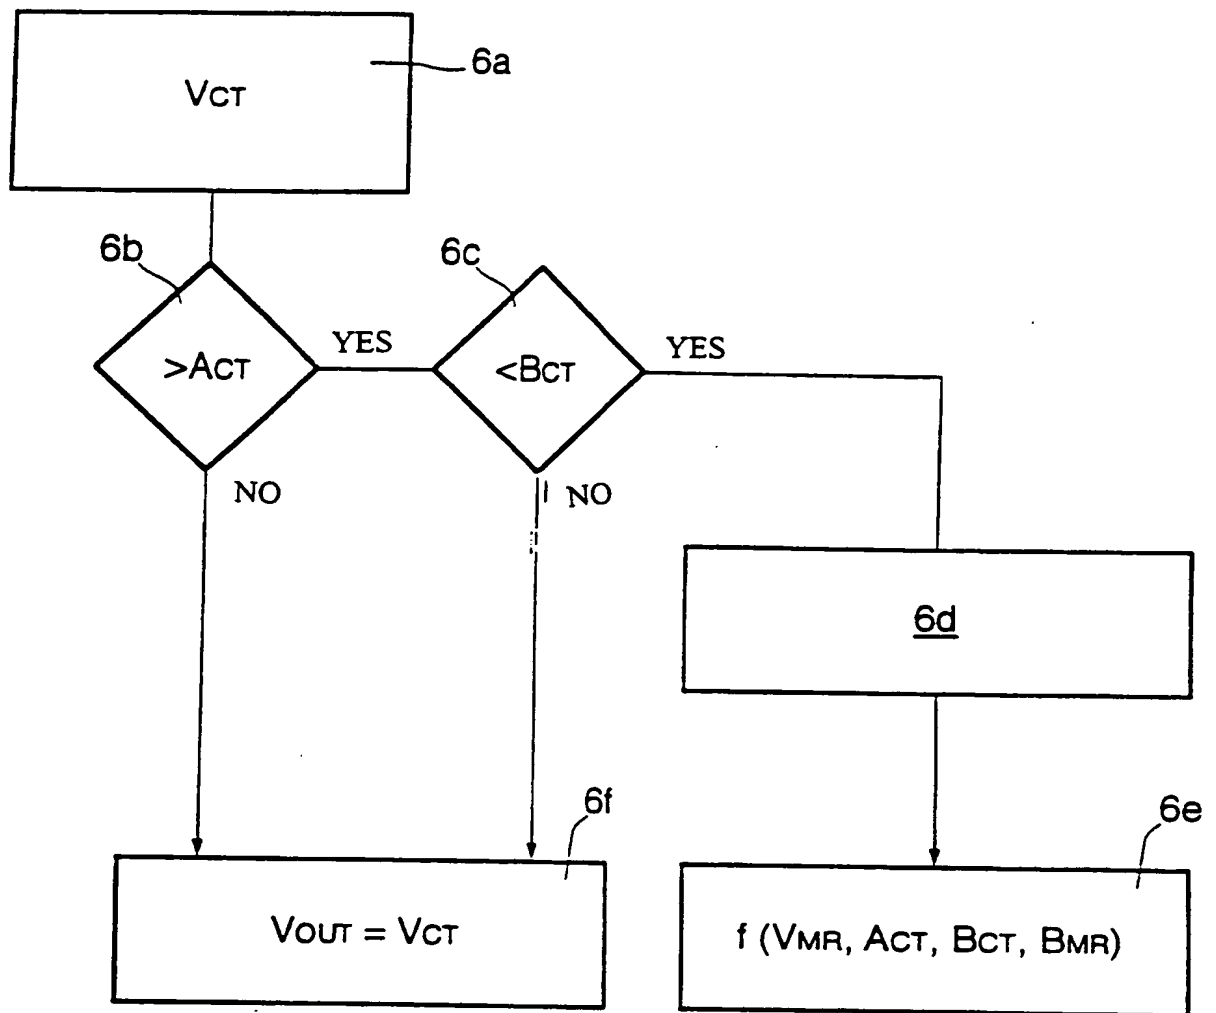 6a
VCT
6b
6c
>ACT
YES
<BCT
YES
NO
NO
6d
6f
6e
VOUT = VCT
f (VMR, ACT, BCT, BMR)